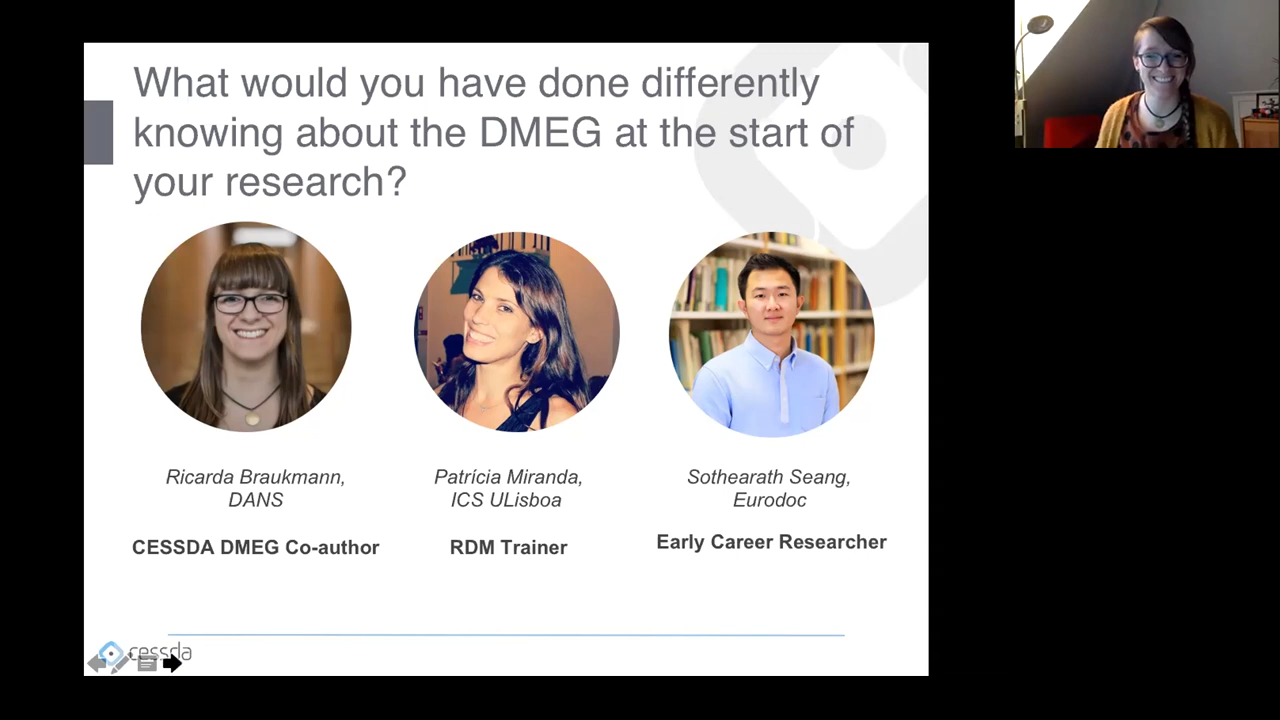 What would you have done differently
knowing about the DMEG at the start of
your research?
Ricarda Braukmann,
DANS
CESSDA DMEG Co-author
Patrícia Miranda,
ICS ULisboa
RDM Trainer
Sothearath Seang,
Eurodoc
Early Career Researcher
cessda